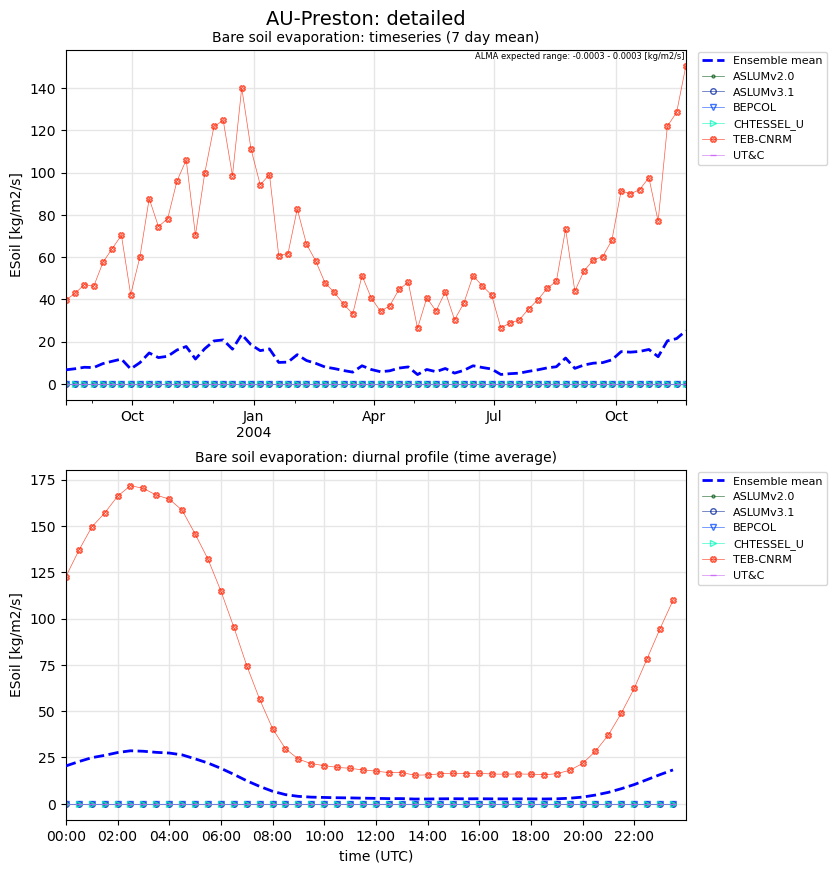 AU-Preston: detailed
Bare soil evaporation: timeseries (7 day mean)
ALMA expected range: -0.0003 - 0.0003 [kg/m2/s]
ESoil [kg/m2/s]
140
120
100
80
60
40
20
0
Oct
Jan
2004
Apr
Jul
Oct
Ensemble mean
ASLUMv2.0
ASLUMv3.1
BEPCOL
CHTESSEL_U
TEB-CNRM
UT&C
Bare soil evaporation: diurnal profile (time average)
ESoil [kg/m2/s]
175
150
125
100
75
50
25
0
00:00
02:00
04:00
06:00
08:00
10:00
12:00
14:00
16:00
18:00
20:00
22:00
time (UTC)
Ensemble mean
ASLUMv2.0
ASLUMv3.1
BEPCOL
CHTESSEL_U
TEB-CNRM
UT&C